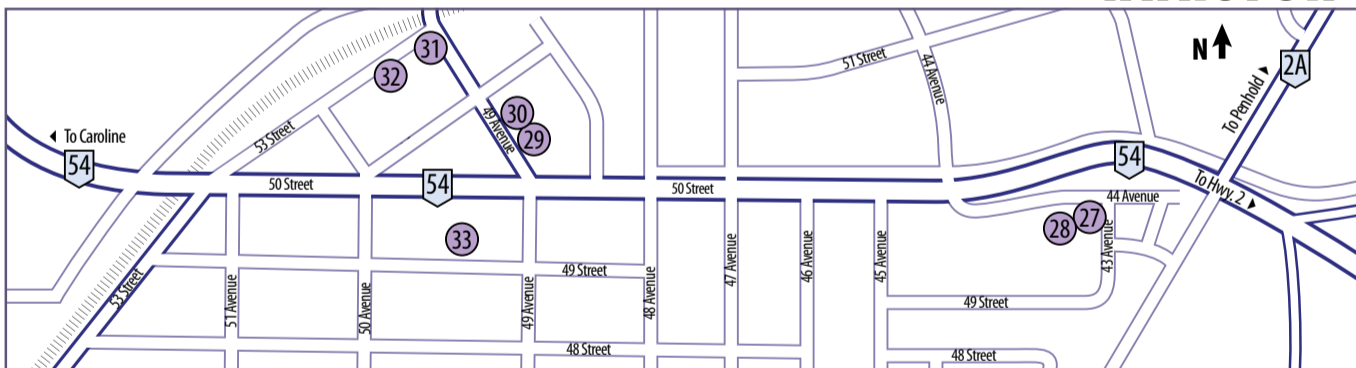 31
N
2A
51 Street
44 Avenue
32
To Penhold
30
49 Avenue
29
To Caroline
53 Street
54
54
54
50 Street
50 Street
To Hwy. 2
44 Avenue
27
28
33
43 Avenue
47 Avenue
46 Avenue
45 Avenue
49 Street
53 Street
51 Avenue
50 Avenue
49 Avenue
48 Avenue
49 Street
48 Street
48 Street